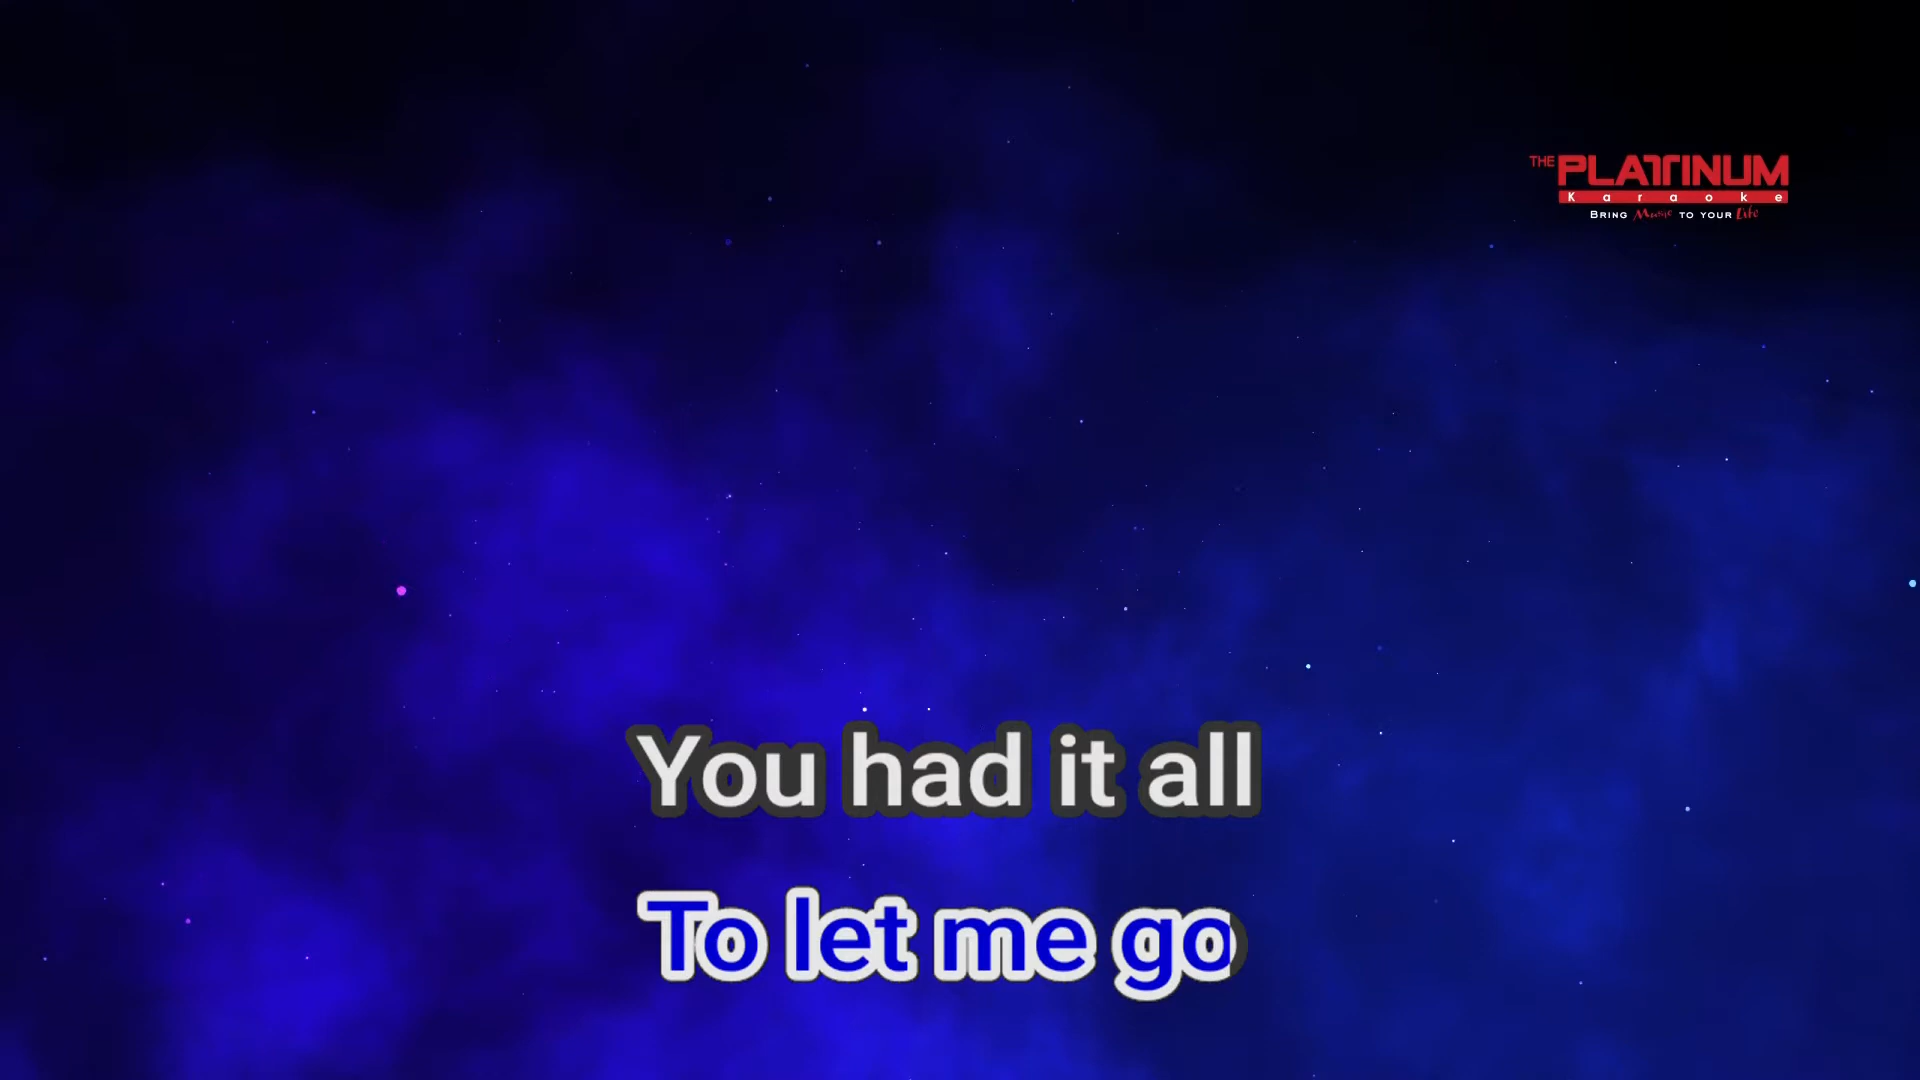 THE PLATINUM
Karaoke
BRING Music TO YOUR Life
You had it all
To let me go